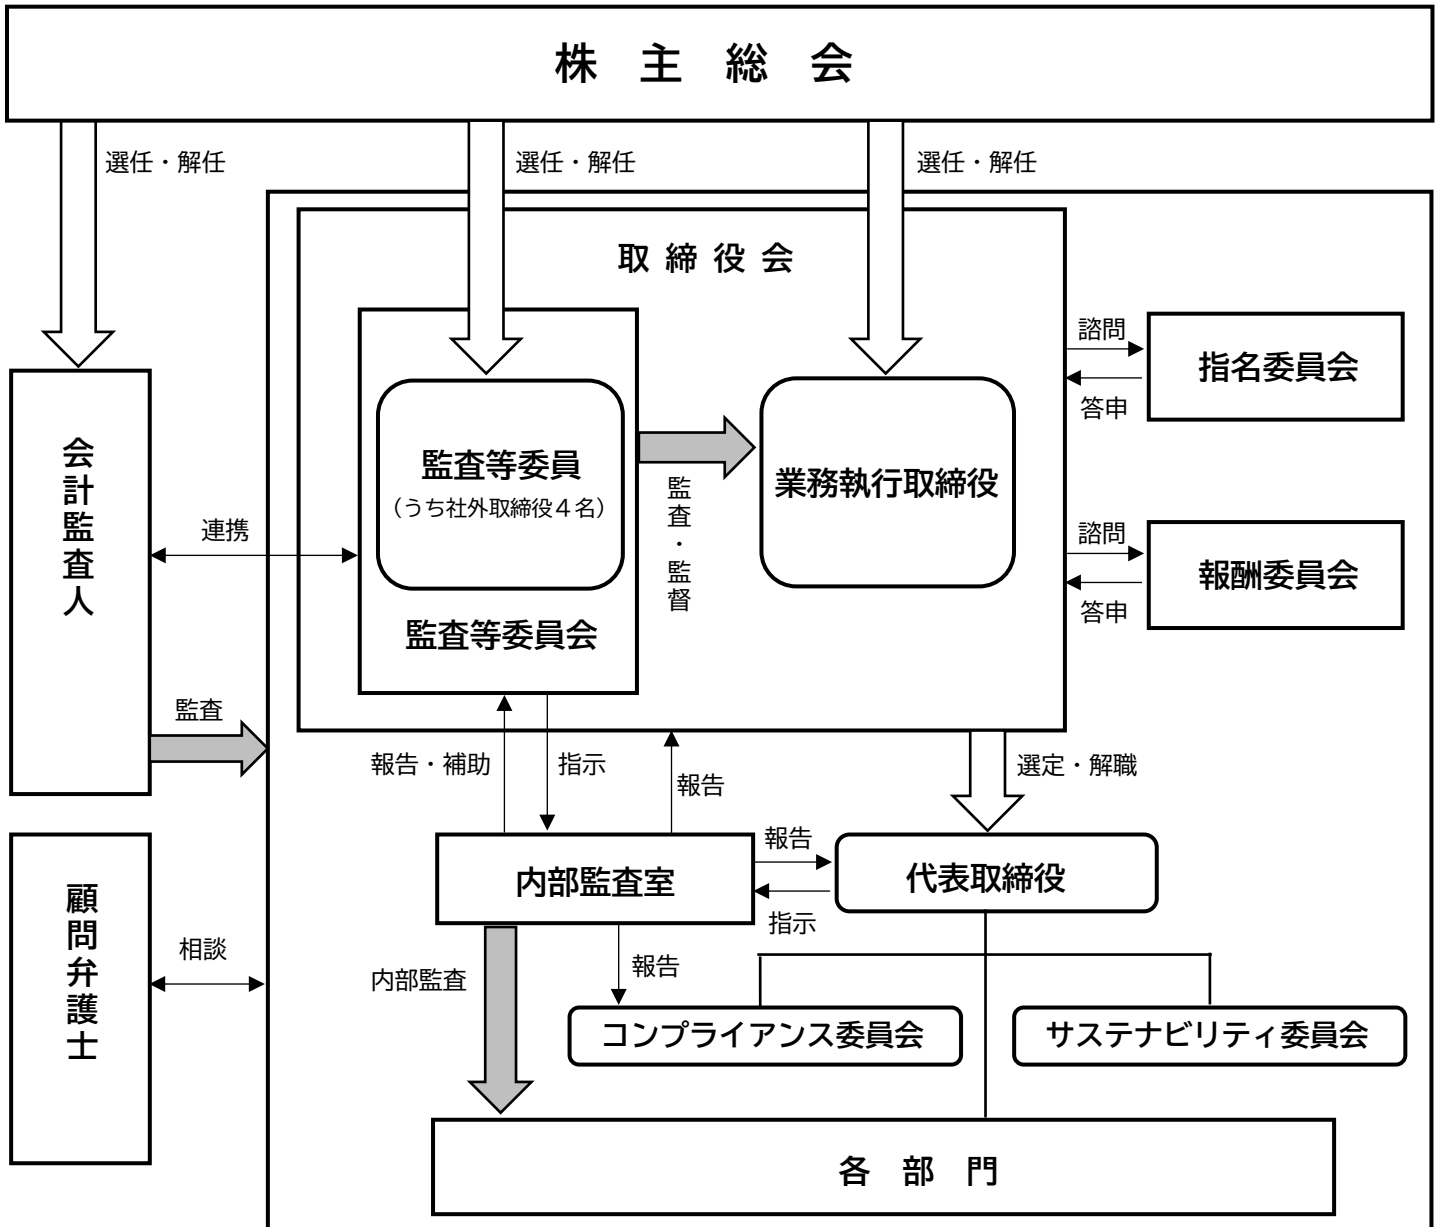 株 主 総 会
選任・解任
選任・解任
選任・解任
取 締 役 会
諮問
指名委員会
答申
会計監査人
監査等委員
（うち社外取締役４名）
監査・監督
業務執行取締役
連携
諮問
報酬委員会
答申
監査等委員会
監査
報告・補助
指示
報告
選定・解職
報告
内部監査室
代表取締役
指示
顧問弁護士
相談
内部監査
報告
コンプライアンス委員会
サステナビリティ委員会
各 部 門